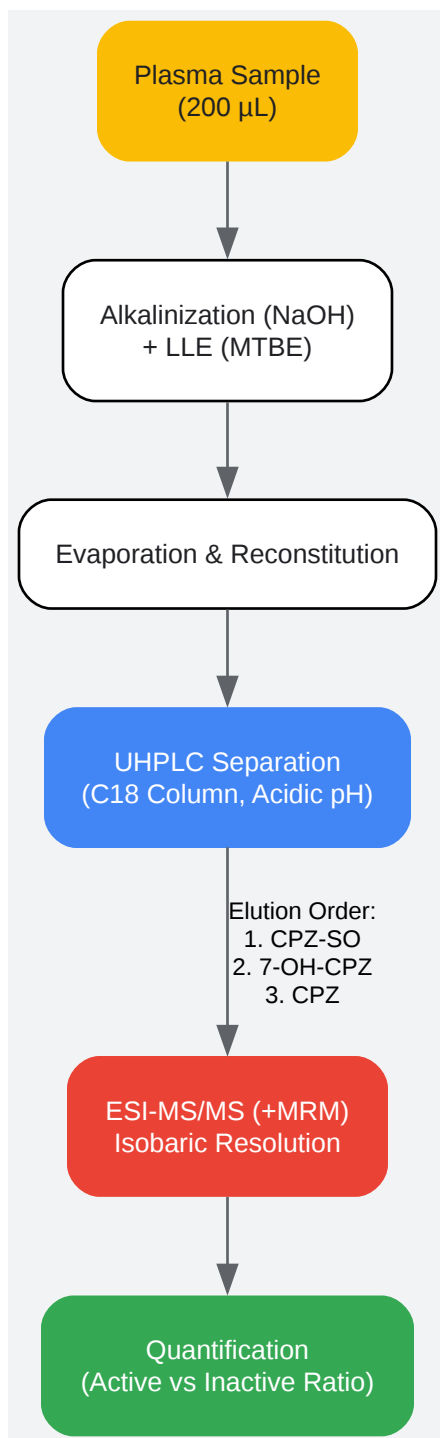 Plasma Sample
(200 µL)
Alkalinization (NaOH)
+ LLE (MTBE)
Evaporation & Reconstitution
UHPLC Separation
(C18 Column, Acidic pH)
Elution Order:
1. CPZ-SO
2. 7-OH-CPZ
3. CPZ
ESI-MS/MS (+MRM)
Isobaric Resolution
Quantification
(Active vs Inactive Ratio)